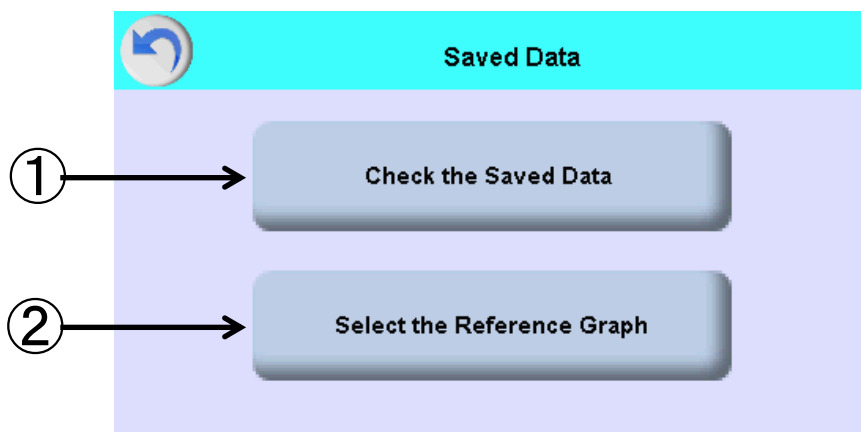 Saved Data
① Check the Saved Data
② Select the Reference Graph